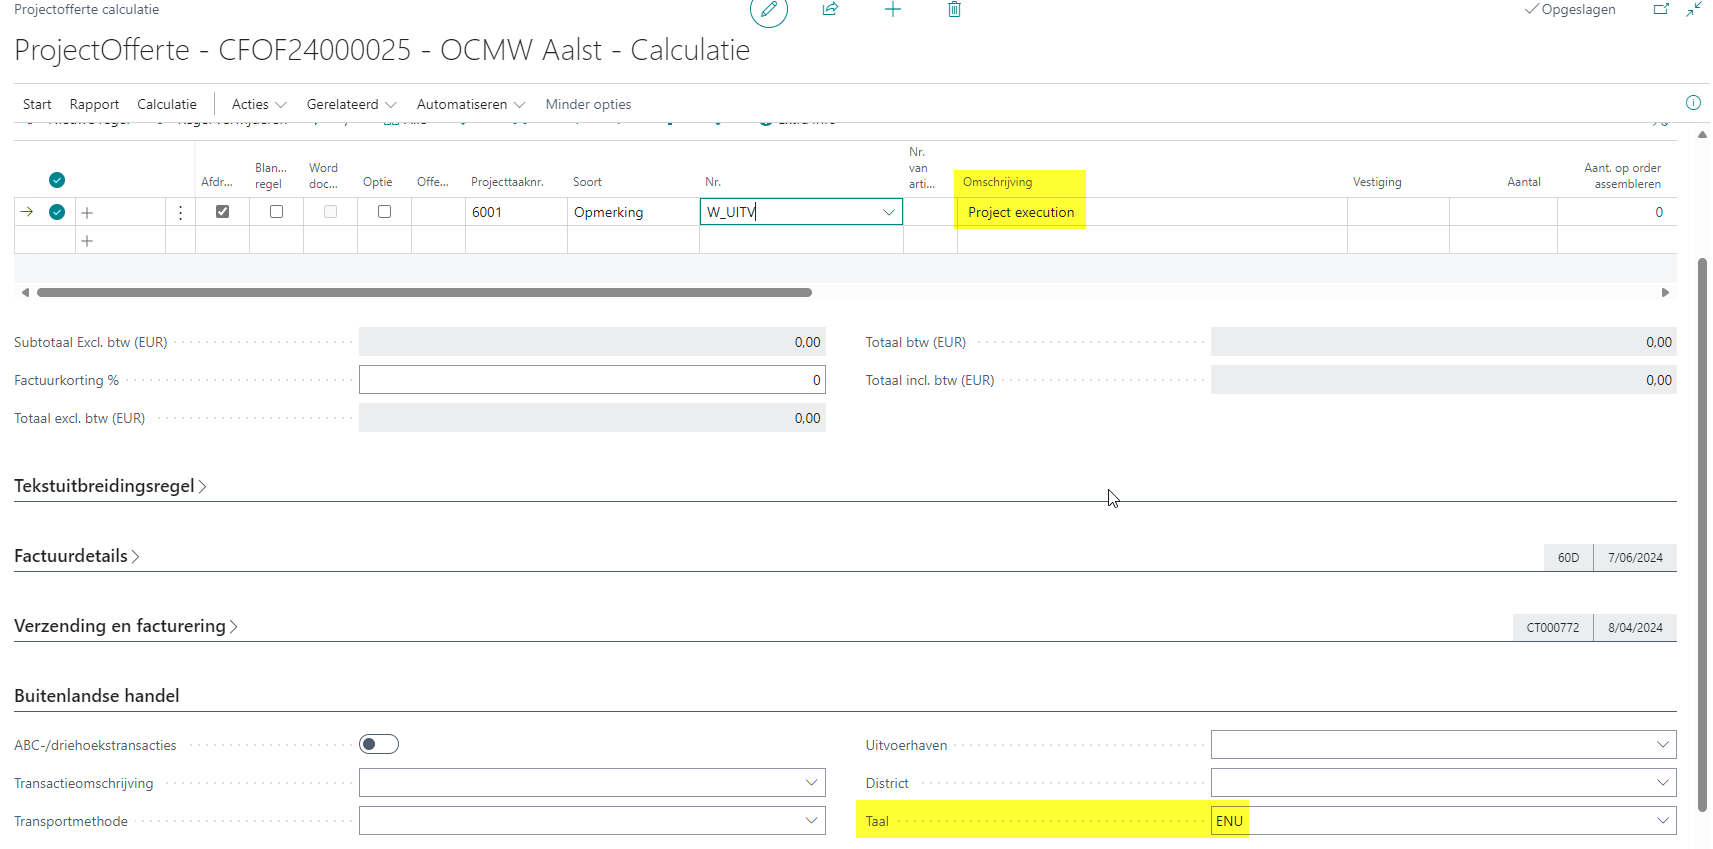 Projectofferte calculatie
Opgeslagen
ProjectOfferte - CFOF24000025 - OCMW Aalst - Calculatie
Start Rapport Calculatie Acties Gerelateerd Automatiseren Minder opties
Afdr... Blan... regel Word doc... Optie Offe... Projecttaaknr. Soort Nr. Nr. van arti... Omschrijving Vestiging Aantal Aant. op order assembleren
6001 Opmerking W_UITV Project execution 0
Subtotaal Excl. btw (EUR) 0,00 Totaal btw (EUR) 0,00
Factuurkorting % 0 Totaal incl. btw (EUR) 0,00
Totaal excl. btw (EUR) 0,00
Tekstuitbreidingsregel
Factuurdetails 60D 7/06/2024
Verzending en facturering CT000772 8/04/2024
Buitenlandse handel
ABC-/driehoekstransacties Uitvoerhaven
Transactieomschrijving District
Transportmethode Taal ENU